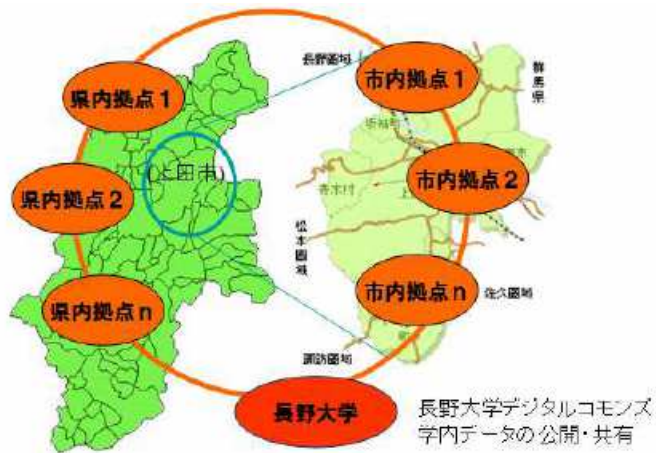 長野圏域
市内拠点1
群馬県
県内拠点1
坂城町
(上田市)
市内拠点2
県内拠点2
青木村
松本圏域
市内拠点n
佐久圏域
県内拠点n
諏訪圏域
長野大学
長野大学デジタルコモンズ
学内データの公開・共有